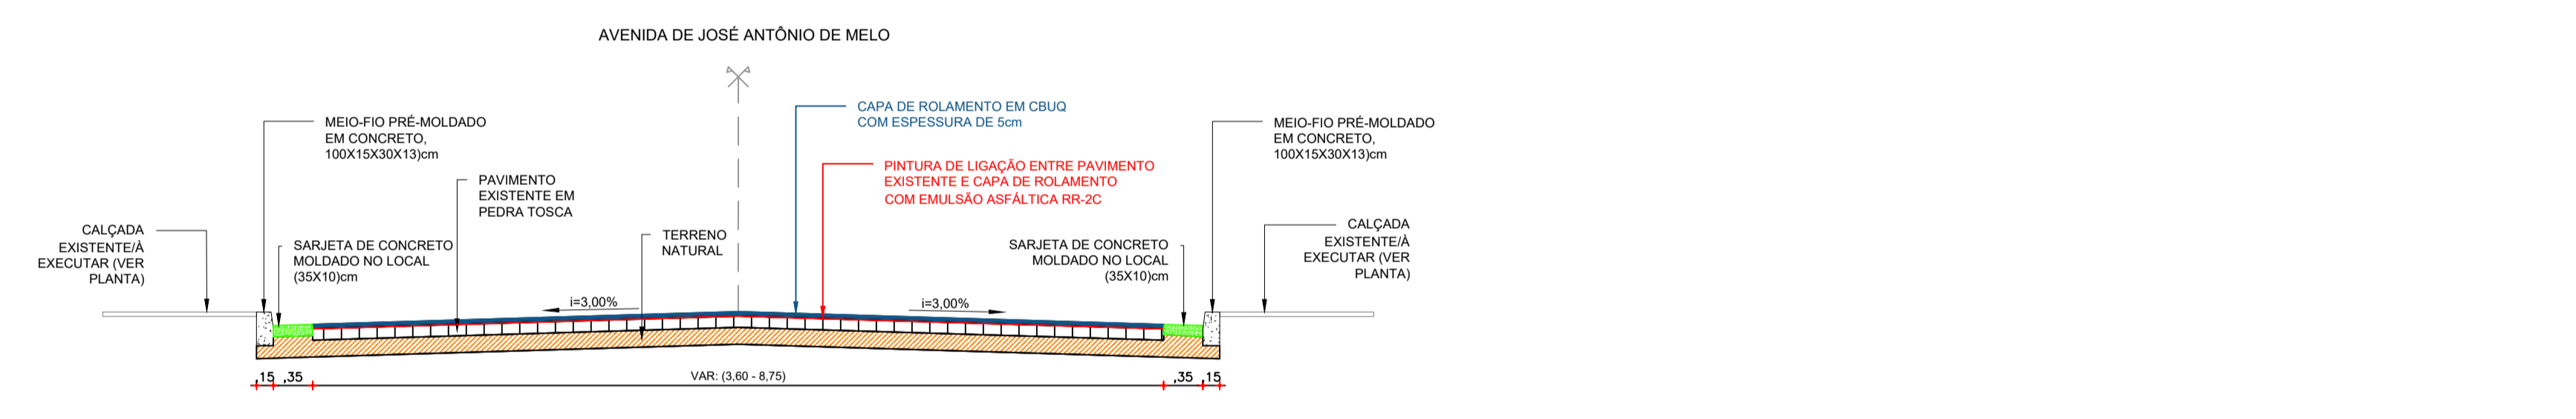 AVENIDA DE JOSÉ ANTÔNIO DE MELO
CAPA DE ROLAMENTO EM CBUQ
COM ESPESSURA DE 5cm
MEIO-FIO PRÉ-MOLDADO
EM CONCRETO,
100X15X30X13)cm
MEIO-FIO PRÉ-MOLDADO
EM CONCRETO,
100X15X30X13)cm
PINTURA DE LIGAÇÃO ENTRE PAVIMENTO
EXISTENTE E CAPA DE ROLAMENTO
COM EMULSÃO ASFÁLTICA RR-2C
PAVIMENTO
EXISTENTE EM
PEDRA TOSCA
CALÇADA
EXISTENTE/À
EXECUTAR (VER
PLANTA)
SARJETA DE CONCRETO
MOLDADO NO LOCAL
(35X10)cm
TERRENO
NATURAL
SARJETA DE CONCRETO
MOLDADO NO LOCAL
(35X10)cm
CALÇADA
EXISTENTE/À
EXECUTAR (VER
PLANTA)
i=3,00%
i=3,00%
,15
,35
VAR: (3,60 - 8,75)
,35
,15